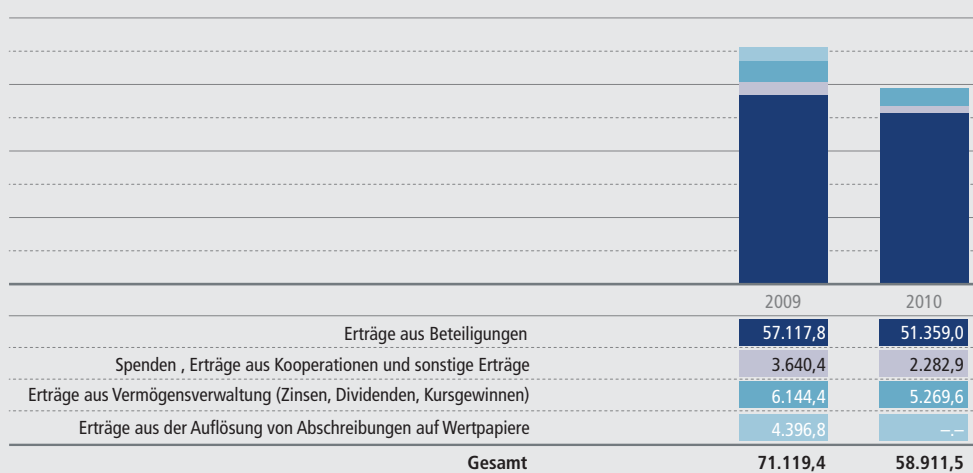 2009 2010
Erträge aus Beteiligungen 57.117,8 51.359,0
Spenden , Erträge aus Kooperationen und sonstige Erträge 3.640,4 2.282,9
Erträge aus Vermögensverwaltung (Zinsen, Dividenden, Kursgewinnen) 6.144,4 5.269,6
Erträge aus der Auflösung von Abschreibungen auf Wertpapiere 4.396,8 –.–
Gesamt 71.119,4 58.911,5